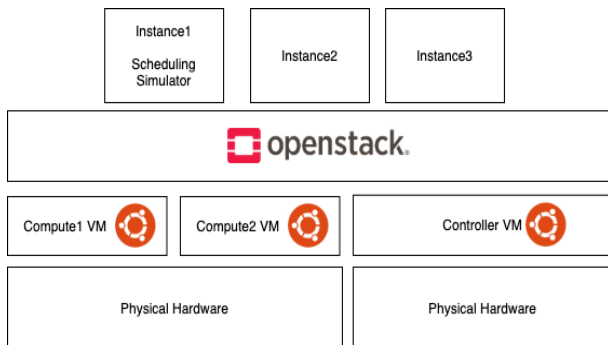 Instance1
Scheduling
Simulator
Instance2
Instance3
openstack.
Compute1 VM
Compute2 VM
Controller VM
Physical Hardware
Physical Hardware